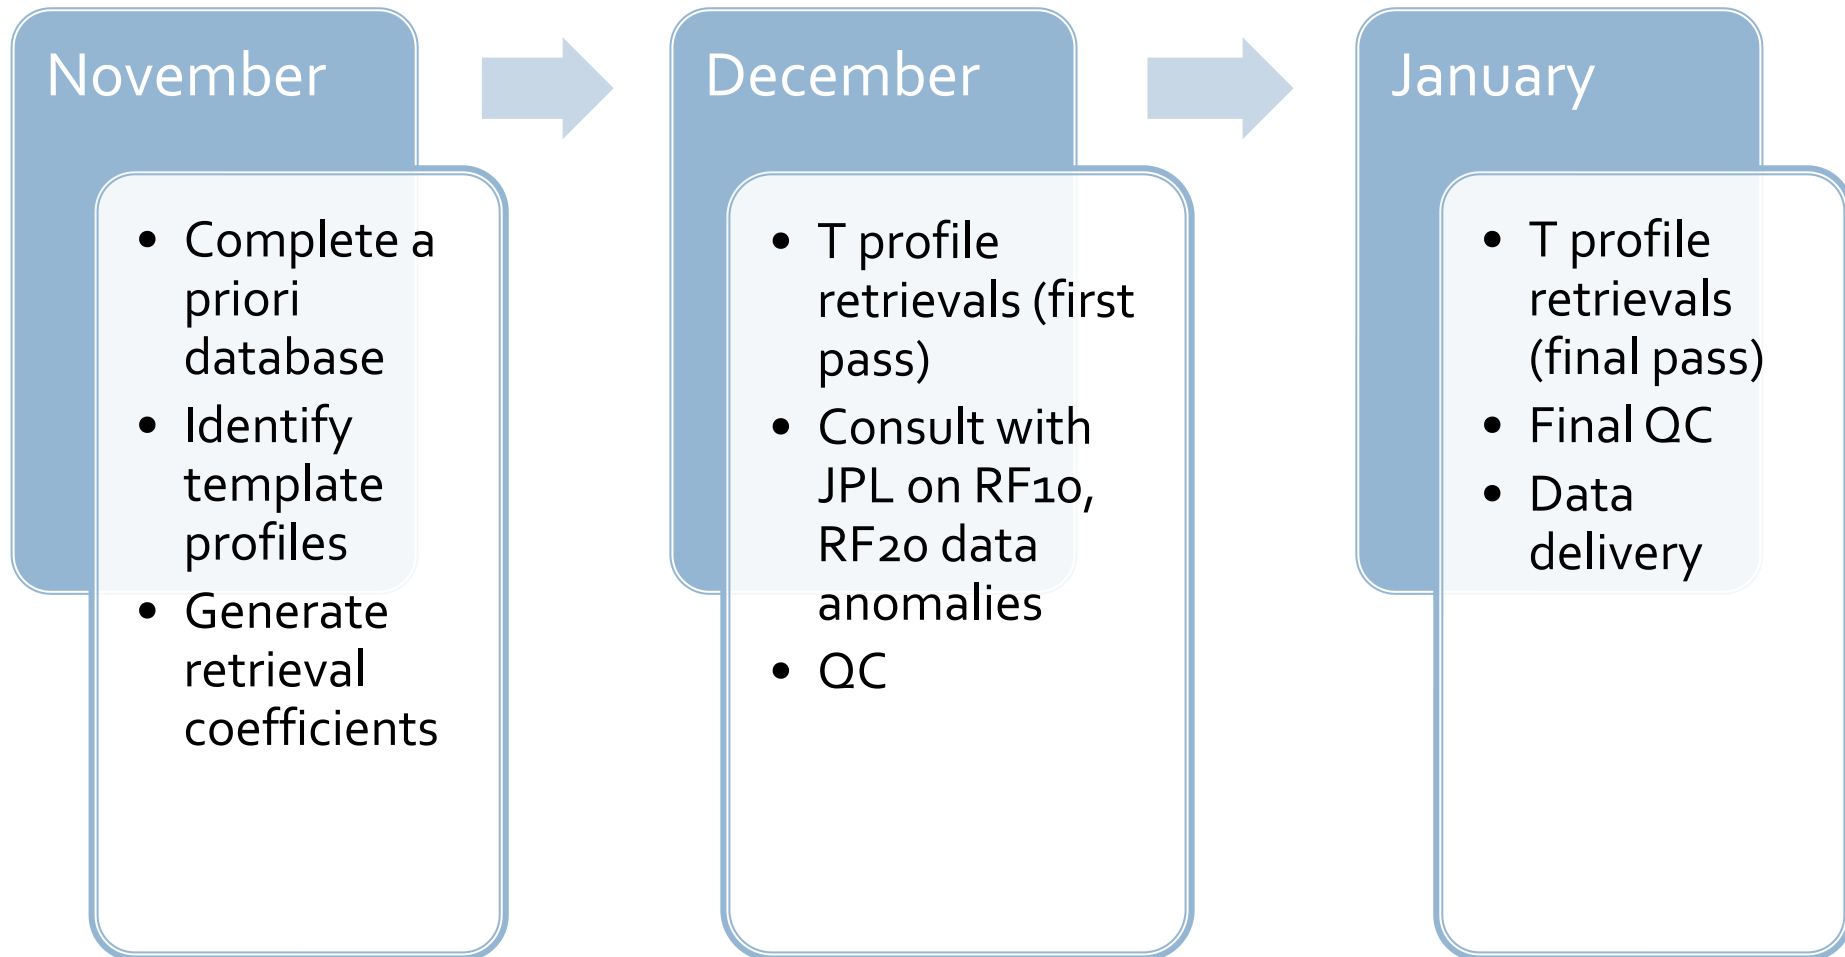 November
• Complete a
priori
database
• Identify
template
profiles
• Generate
retrieval
coefficients
December
• T profile
retrievals (first
pass)
• Consult with
JPL on RF10,
RF20 data
anomalies
• QC
January
• T profile
retrievals
(final pass)
• Final QC
• Data
delivery